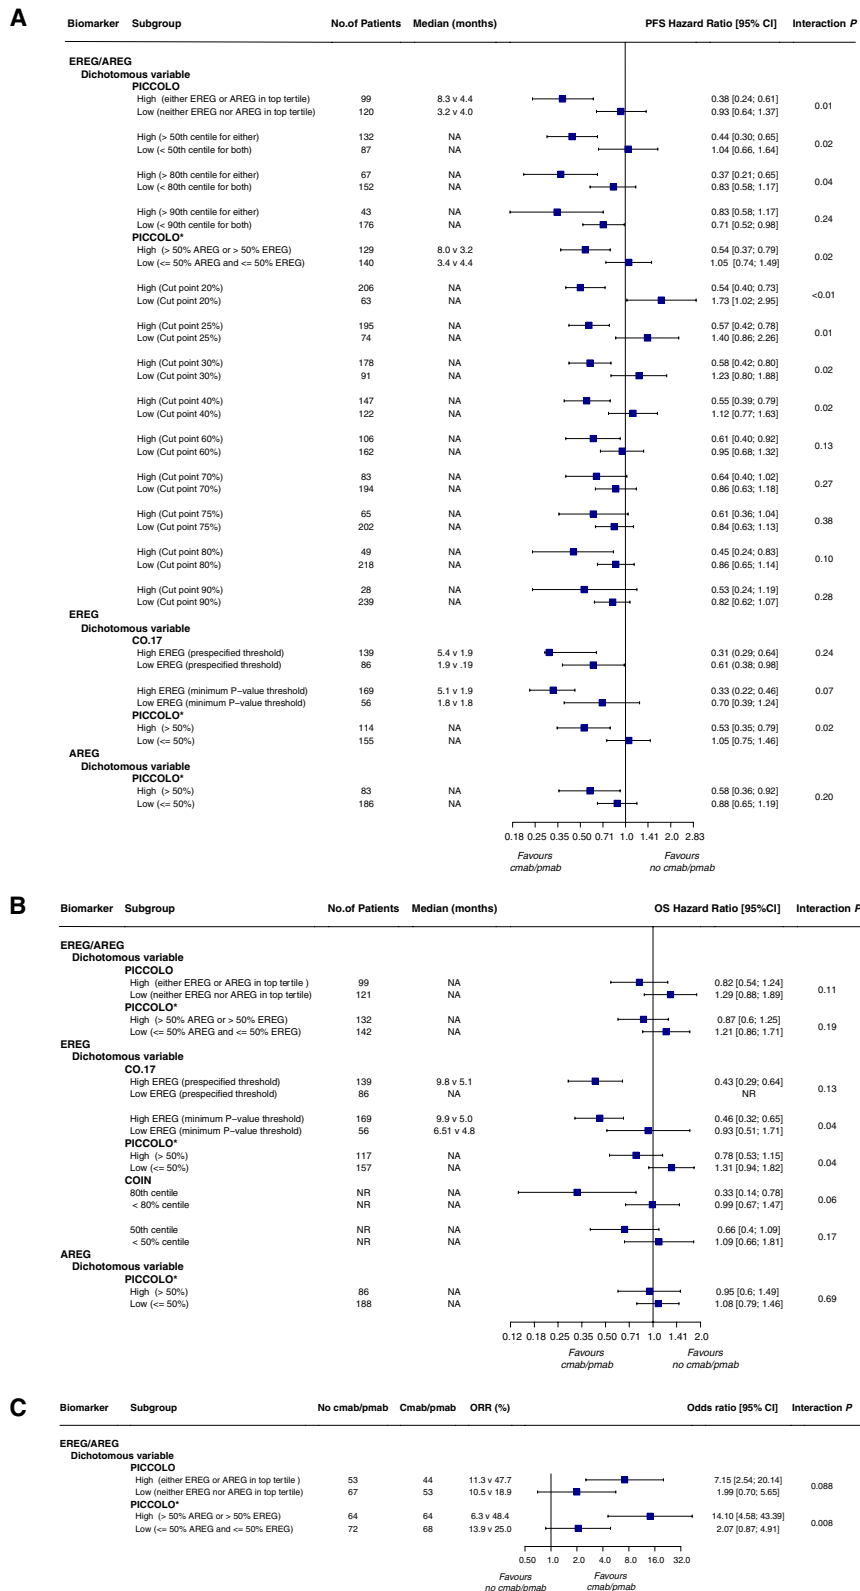 A
Biomarker Subgroup No.of Patients Median (months) PFS Hazard Ratio [95% CI] Interaction P
EREG/AREG
Dichotomous variable
PICCOLO
High (either EREG or AREG in top tertile) 99 8.3 v 4.4 0.38 [0.24; 0.61]
0.01
Low (neither EREG nor AREG in top tertile) 120 3.2 v 4.0 0.93 [0.64; 1.37]
High (> 50th centile for either) 132 NA 0.44 [0.30; 0.65]
0.02
Low (< 50th centile for both) 87 NA 1.04 [0.66, 1.64]
High (> 80th centile for either) 67 NA 0.37 [0.21; 0.65]
0.04
Low (< 80th centile for both) 152 NA 0.83 [0.58; 1.17]
High (> 90th centile for either) 43 NA 0.83 [0.58; 1.17]
0.24
Low (< 90th centile for both) 176 NA 0.71 [0.52; 0.98]
PICCOLO*
High (> 50% AREG or > 50% EREG) 129 8.0 v 3.2 0.54 [0.37; 0.79]
0.02
Low (<= 50% AREG and <= 50% EREG) 140 3.4 v 4.4 1.05 [0.74; 1.49]
High (Cut point 20%) 206 NA 0.54 [0.40; 0.73]
<0.01
Low (Cut point 20%) 63 NA 1.73 [1.02; 2.95]
High (Cut point 25%) 195 NA 0.57 [0.42; 0.78]
0.01
Low (Cut point 25%) 74 NA 1.40 [0.86; 2.26]
High (Cut point 30%) 178 NA 0.58 [0.42; 0.80]
0.02
Low (Cut point 30%) 91 NA 1.23 [0.80; 1.88]
High (Cut point 40%) 147 NA 0.55 [0.39; 0.79]
0.02
Low (Cut point 40%) 122 NA 1.12 [0.77; 1.63]
High (Cut point 60%) 106 NA 0.61 [0.40; 0.92]
0.13
Low (Cut point 60%) 162 NA 0.95 [0.68; 1.32]
High (Cut point 70%) 83 NA 0.64 [0.40; 1.02]
0.27
Low (Cut point 70%) 194 NA 0.86 [0.63; 1.18]
High (Cut point 75%) 65 NA 0.61 [0.36; 1.04]
0.38
Low (Cut point 75%) 202 NA 0.84 [0.63; 1.13]
High (Cut point 80%) 49 NA 0.45 [0.24; 0.83]
0.10
Low (Cut point 80%) 218 NA 0.86 [0.65; 1.14]
High (Cut point 90%) 28 NA 0.53 [0.24; 1.19]
0.28
Low (Cut point 90%) 239 NA 0.82 [0.62; 1.07]
EREG
Dichotomous variable
CO.17
High EREG (prespecified threshold) 139 5.4 v 1.9 0.31 [0.29; 0.64] 0.24
Low EREG (prespecified threshold) 86 1.9 v .19 0.61 [0.38; 0.98]
High EREG (minimum P−value threshold) 169 5.1 v 1.9 0.33 [0.22; 0.46] 0.07
Low EREG (minimum P−value threshold) 56 1.8 v 1.8 0.70 [0.39; 1.24]
PICCOLO*
High (> 50%) 114 NA 0.53 [0.35; 0.79] 0.02
Low (<= 50%) 155 NA 1.05 [0.75; 1.46]
AREG
Dichotomous variable
PICCOLO*
High (> 50%) 83 NA 0.58 [0.36; 0.92]
0.20
Low (<= 50%) 186 NA 0.88 [0.65; 1.19]
0.18 0.25 0.35 0.50 0.71 1.0 1.41 2.0 2.83
Favours Favours
cmab/pmab no cmab/pmab
B
Biomarker Subgroup No.of Patients Median (months) OS Hazard Ratio [95%CI] Interaction P
EREG/AREG
Dichotomous variable
PICCOLO
High (either EREG or AREG in top tertile ) 99 NA 0.82 [0.54; 1.24]
0.11
Low (neither EREG nor AREG in top tertile) 121 NA 1.29 [0.88; 1.89]
PICCOLO*
High (> 50% AREG or > 50% EREG) 132 NA 0.87 [0.6; 1.25]
0.19
Low (<= 50% AREG and <= 50% EREG) 142 NA 1.21 [0.86; 1.71]
EREG
Dichotomous variable
CO.17
High EREG (prespecified threshold) 139 9.8 v 5.1 0.43 [0.29; 0.64]
0.13
Low EREG (prespecified threshold) 86 NA NR
High EREG (minimum P−value threshold) 169 9.9 v 5.0 0.46 [0.32; 0.65]
0.04
Low EREG (minimum P−value threshold) 56 6.51 v 4.8 0.93 [0.51; 1.71]
PICCOLO*
High (> 50%) 117 NA 0.78 [0.53; 1.15]
0.04
Low (<= 50%) 157 NA 1.31 [0.94; 1.82]
COIN
80th centile NR NA 0.33 [0.14; 0.78]
0.06
< 80% centile NR NA 0.99 [0.67; 1.47]
50th centile NR NA 0.66 [0.4; 1.09]
0.17
< 50% centile NR NA 1.09 [0.66; 1.81]
AREG
Dichotomous variable
PICCOLO*
High (> 50%) 86 NA 0.95 [0.6; 1.49]
0.69
Low (<= 50%) 188 NA 1.08 [0.79; 1.46]
0.12 0.18 0.25 0.35 0.50 0.71 1.0 1.41 2.0
Favours Favours
cmab/pmab no cmab/pmab
C
Biomarker Subgroup No cmab/pmab Cmab/pmab ORR (%) Odds ratio [95% CI] Interaction P
EREG/AREG
Dichotomous variable
PICCOLO
High (either EREG or AREG in top tertile ) 53 44 11.3 v 47.7 7.15 [2.54; 20.14]
0.088
Low (neither EREG nor AREG in top tertile) 67 53 10.5 v 18.9 1.99 [0.70; 5.65]
PICCOLO*
High (> 50% AREG or > 50% EREG) 64 64 6.3 v 48.4 14.10 [4.58; 43.39]
0.008
Low (<= 50% AREG and <= 50% EREG) 72 68 13.9 v 25.0 2.07 [0.87; 4.91]
0.50 1.0 2.0 4.0 8.0 16.0 32.0
Favours Favours
no cmab/pmab cmab/pmab